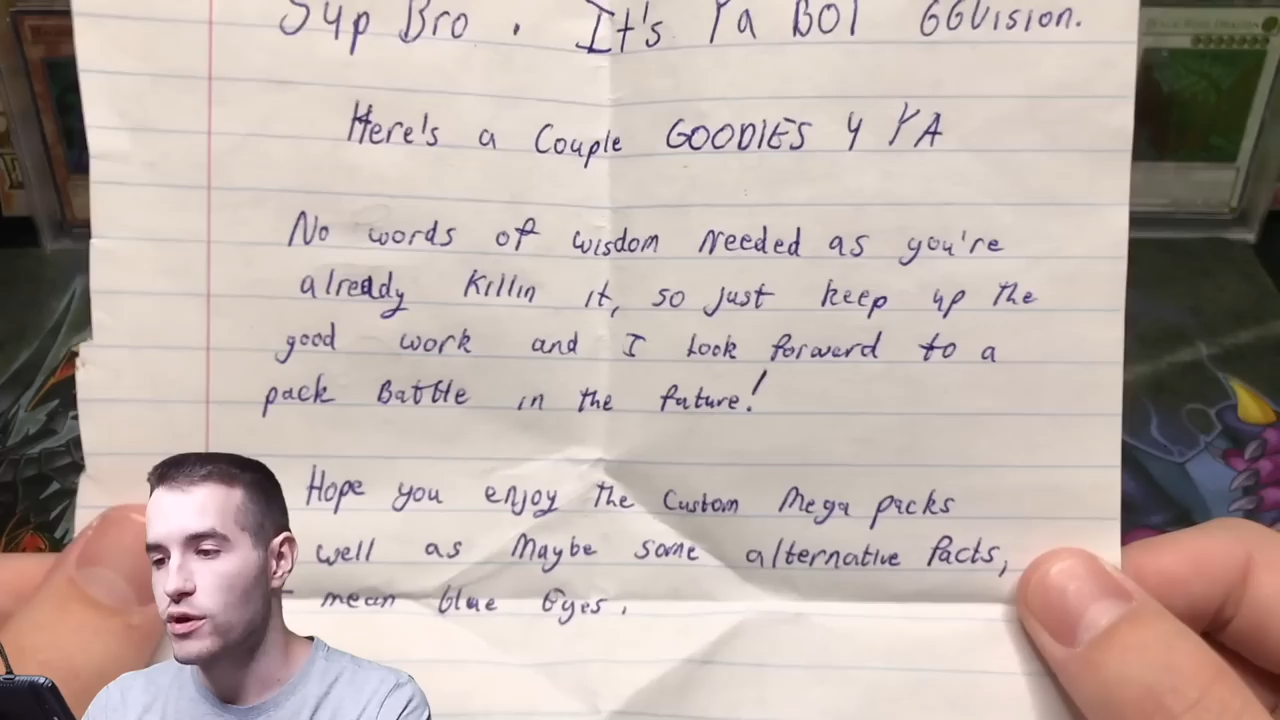 Sup Bro. It's Ya BOI GGVision.
Here's a Couple GOODIES 4 YA
No words of wisdom Needed as you're
already Killin it, so just keep up the
good work and I Look forward to a
pack Battle in the future!
Hope you enjoy the Custom Mega packs
well as Maybe some alternative facts,
mean blue Eyes.